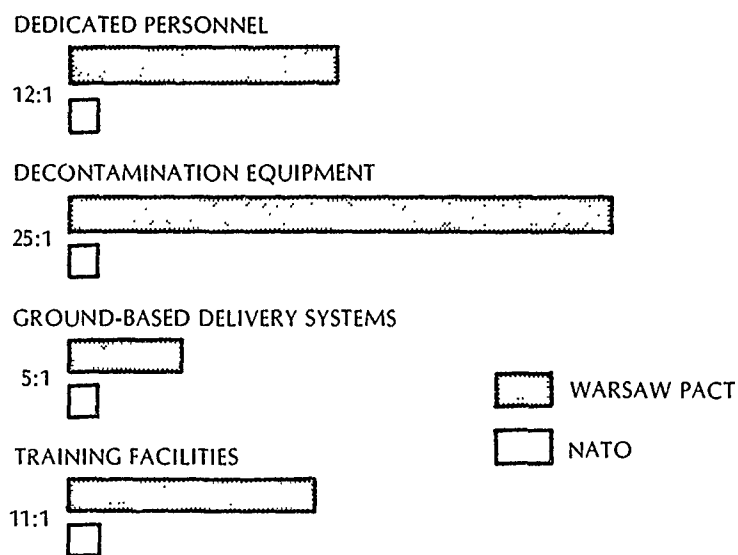 DEDICATED PERSONNEL
12:1
DECONTAMINATION EQUIPMENT
25:1
GROUND-BASED DELIVERY SYSTEMS
5:1
WARSAW PACT
NATO
TRAINING FACILITIES
11:1